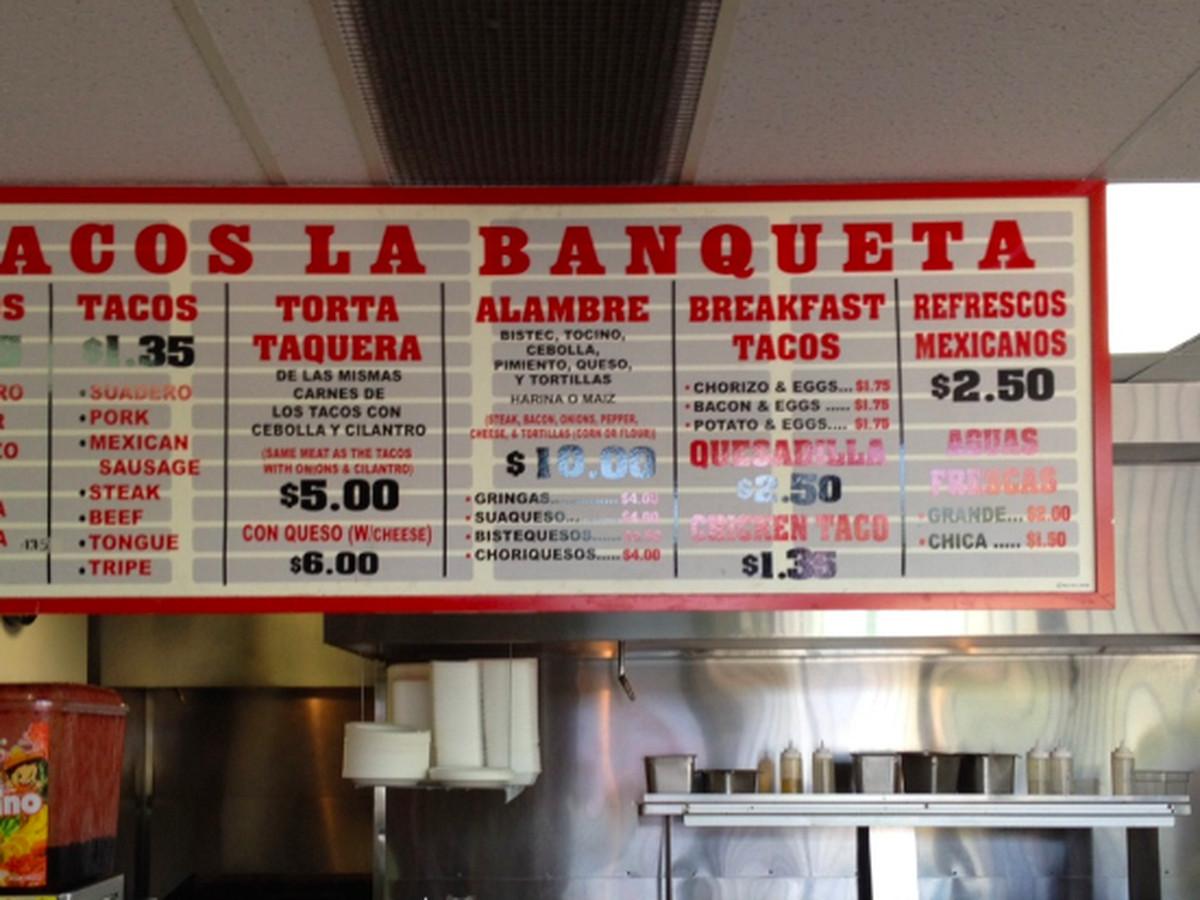 ACOS LA BANQUETA
S
RO
R
ZO
A
A
TACOS
$1.35
• SUADERO
• PORK
• MEXICAN
SAUSAGE
• STEAK
• BEEF
• TONGUE
• TRIPE
TORTA
TAQUERA
DE LAS MISMAS
CARNES DE
LOS TACOS CON
CEBOLLA Y CILANTRO
(SAME MEAT AS THE TACOS
WITH ONIONS & CILANTRO)
$5.00
CON QUESO (W/CHEESE)
$6.00
ALAMBRE
BISTEC, TOCINO,
CEBOLLA,
PIMIENTO, QUESO,
Y TORTILLAS
HARINA O MAIZ
(STEAK, BACON, ONIONS, PEPPER,
CHEESE, & TORTILLAS (CORN OR FLOUR))
$10.00
• GRINGAS............ $4.00
• SUAQUESO... $4.00
• BISTEQUESOS......
• CHORIQUESOS..... $4.00
BREAKFAST
TACOS
• CHORIZO & EGGS... $1.75
• BACON & EGGS ..... $1.75
• POTATO & EGGS.... $1.75
QUESADILLA
$2.50
CHICKEN TACO
$1.35
REFRESCOS
MEXICANOS
$2.50
AGUAS
FRESCAS
• GRANDE... $2.00
• CHICA ..... $1.50
ino